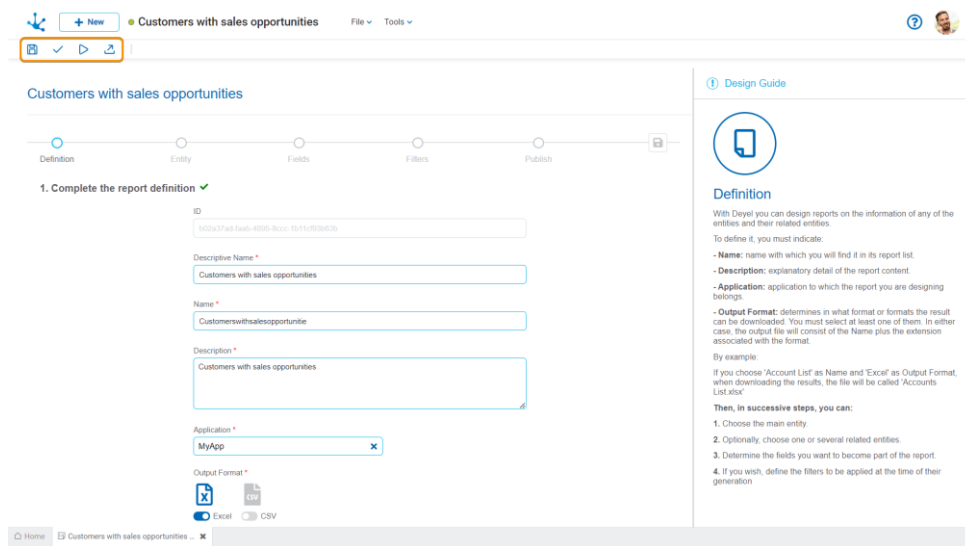 + New
Customers with sales opportunities
File
Tools
?
Customers with sales opportunities
Definition
Entity
Fields
Filters
Publish
1. Complete the report definition
ID
Descriptive Name *
Customers with sales opportunities
Name *
Customerswithsalesopportunitie
Description *
Customers with sales opportunities
Application *
MyApp
Output Format *
X
CSV
Excel
CSV
Design Guide
Definition
With Deyel you can design reports on the information of any of the
entities and their related entities.
To define it, you must indicate:
- Name: name with which you will find it in its report list.
- Description: explanatory detail of the report content.
- Application: application to which the report you are designing
belongs.
- Output Format: determines in what format or formats the result
can be downloaded. You must select at least one of them. In either
case, the output file will consist of the Name plus the extension
associated with the format.
By example:
If you choose 'Account List' as Name and 'Excel' as Output Format,
when downloading the results, the file will be called 'Accounts
List.xlsx'
Then, in successive steps, you can:
1. Choose the main entity.
2. Optionally, choose one or several related entities.
3. Determine the fields you want to become part of the report.
4. If you wish, define the filters to be applied at the time of their
generation
Home
Customers with sales opportunities ...